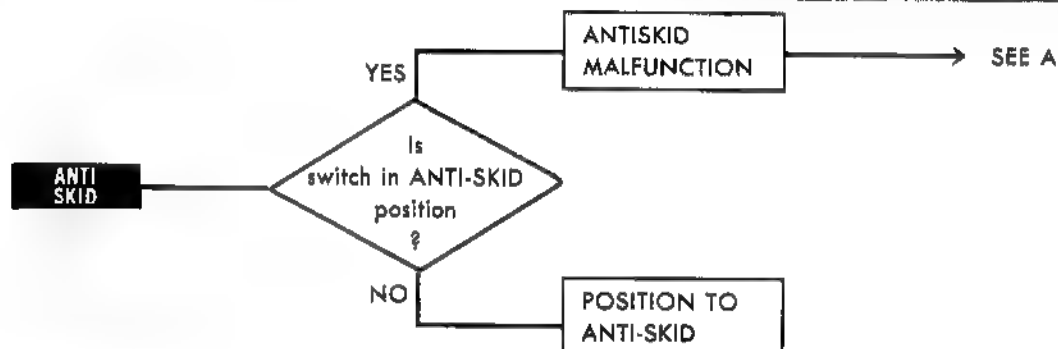 ANTISKID
MALFUNCTION
SEE A
YES
Is
switch in ANTI-SKID
position
?
ANTI
SKID
NO
POSITION TO
ANTI-SKID